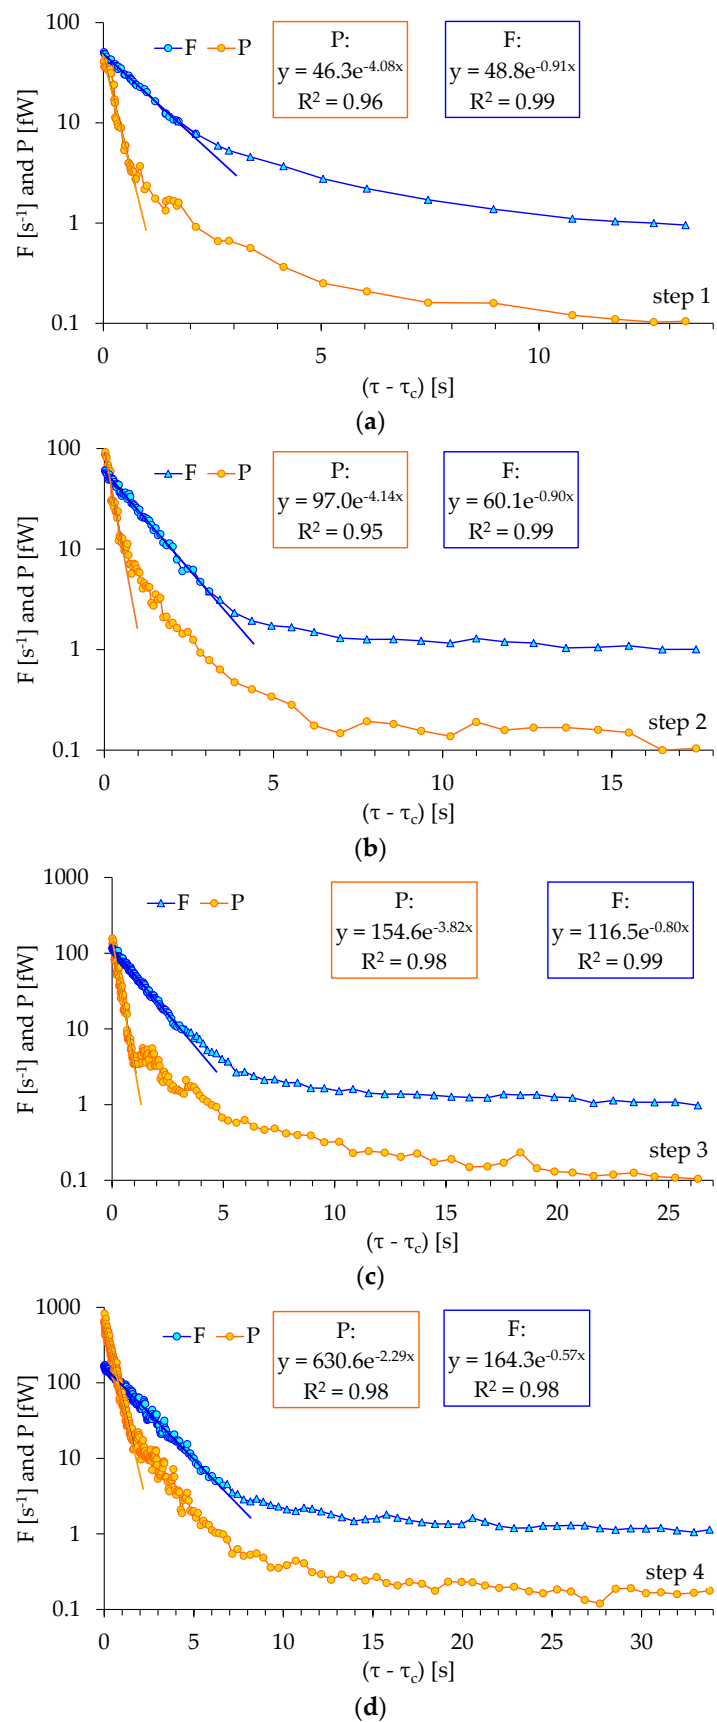 100
10
1
0.1
F [s-1] and P [fW]
F P
P:
y = 46.3e-4.08x
R2 = 0.96
F:
y = 48.8e-0.91x
R2 = 0.99
step 1
0 5 10
(τ - τc) [s]
(a)
100
10
1
0.1
F [s-1] and P [fW]
F P
P:
y = 97.0e-4.14x
R2 = 0.95
F:
y = 60.1e-0.90x
R2 = 0.99
step 2
0 5 10 15
(τ - τc) [s]
(b)
1000
100
10
1
0.1
F [s-1] and P [fW]
F P
P:
y = 154.6e-3.82x
R2 = 0.98
F:
y = 116.5e-0.80x
R2 = 0.99
step 3
0 5 10 15 20 25
(τ - τc) [s]
(c)
1000
100
10
1
0.1
F [s-1] and P [fW]
F P
P:
y = 630.6e-2.29x
R2 = 0.98
F:
y = 164.3e-0.57x
R2 = 0.98
step 4
0 5 10 15 20 25 30
(τ - τc) [s]
(d)